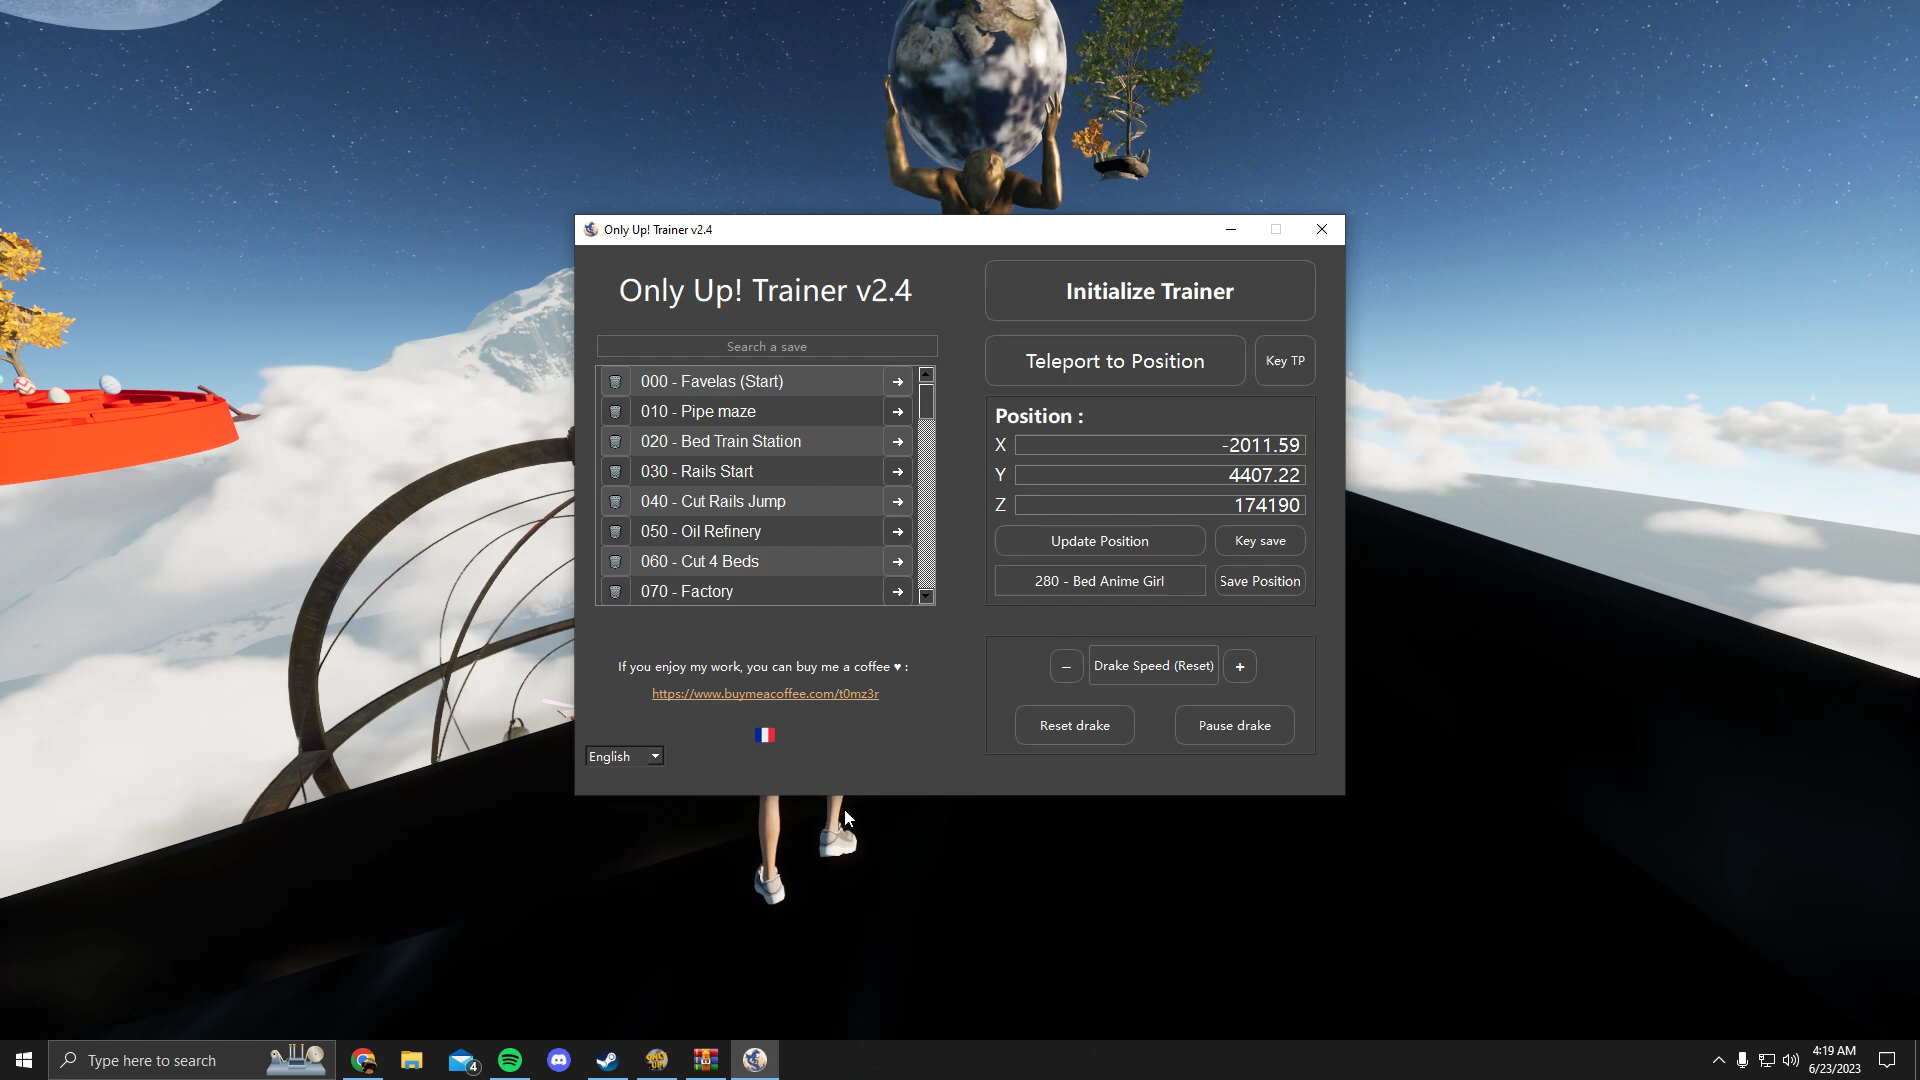 Only Up! Trainer v2.4
Only Up! Trainer v2.4
Initialize Trainer
Search a save
Teleport to Position
Key TP
000 - Favelas (Start)
010 - Pipe maze
020 - Bed Train Station
030 - Rails Start
040 - Cut Rails Jump
050 - Oil Refinery
060 - Cut 4 Beds
070 - Factory
Position :
X -2011.59
Y 4407.22
Z 174190
Update Position
Key save
280 - Bed Anime Girl
Save Position
− Drake Speed (Reset) +
Reset drake
Pause drake
If you enjoy my work, you can buy me a coffee ♥ :
https://www.buymeacoffee.com/t0mz3r
English
Type here to search
4
4:19 AM
6/23/2023